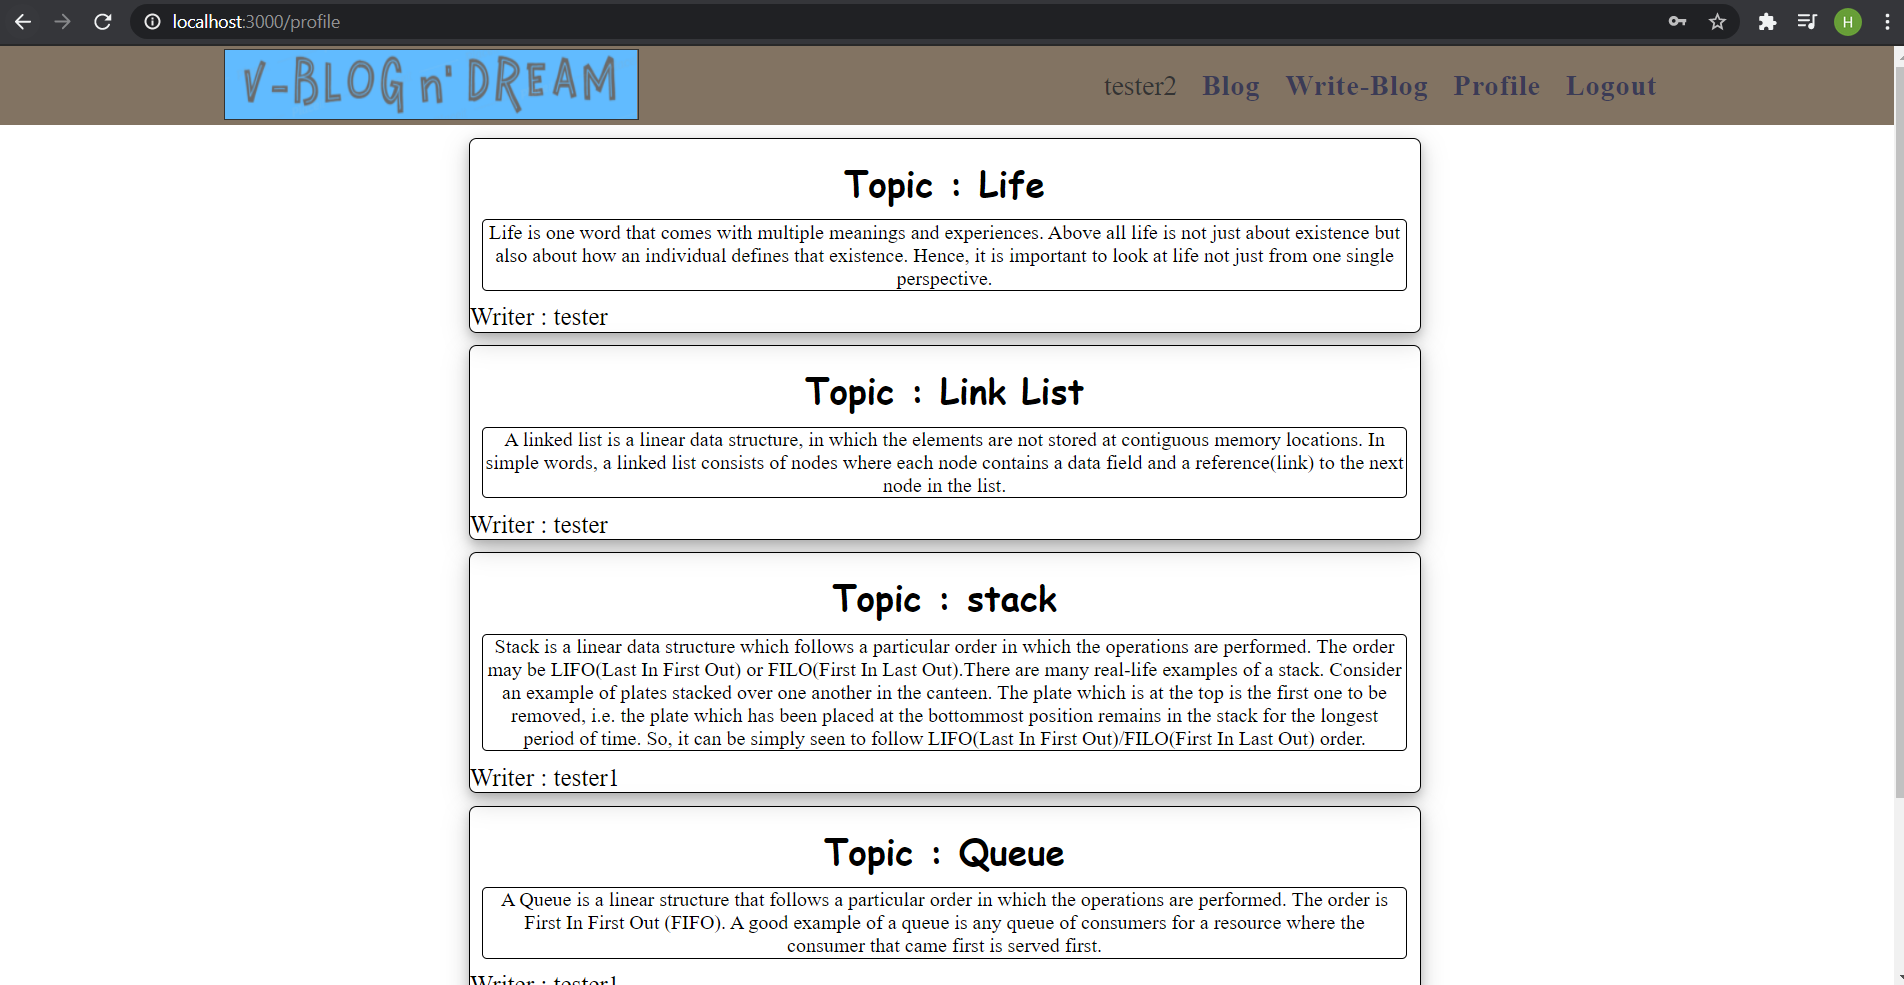 localhost:3000/profile
H
V-BLOG n' DREAM
tester2 Blog Write-Blog Profile Logout
Topic : Life
Life is one word that comes with multiple meanings and experiences. Above all life is not just about existence but
also about how an individual defines that existence. Hence, it is important to look at life not just from one single
perspective.
Writer : tester
Topic : Link List
A linked list is a linear data structure, in which the elements are not stored at contiguous memory locations. In
simple words, a linked list consists of nodes where each node contains a data field and a reference(link) to the next
node in the list.
Writer : tester
Topic : stack
Stack is a linear data structure which follows a particular order in which the operations are performed. The order
may be LIFO(Last In First Out) or FILO(First In Last Out).There are many real-life examples of a stack. Consider
an example of plates stacked over one another in the canteen. The plate which is at the top is the first one to be
removed, i.e. the plate which has been placed at the bottommost position remains in the stack for the longest
period of time. So, it can be simply seen to follow LIFO(Last In First Out)/FILO(First In Last Out) order.
Writer : tester1
Topic : Queue
A Queue is a linear structure that follows a particular order in which the operations are performed. The order is
First In First Out (FIFO). A good example of a queue is any queue of consumers for a resource where the
consumer that came first is served first.
Writer : tester1